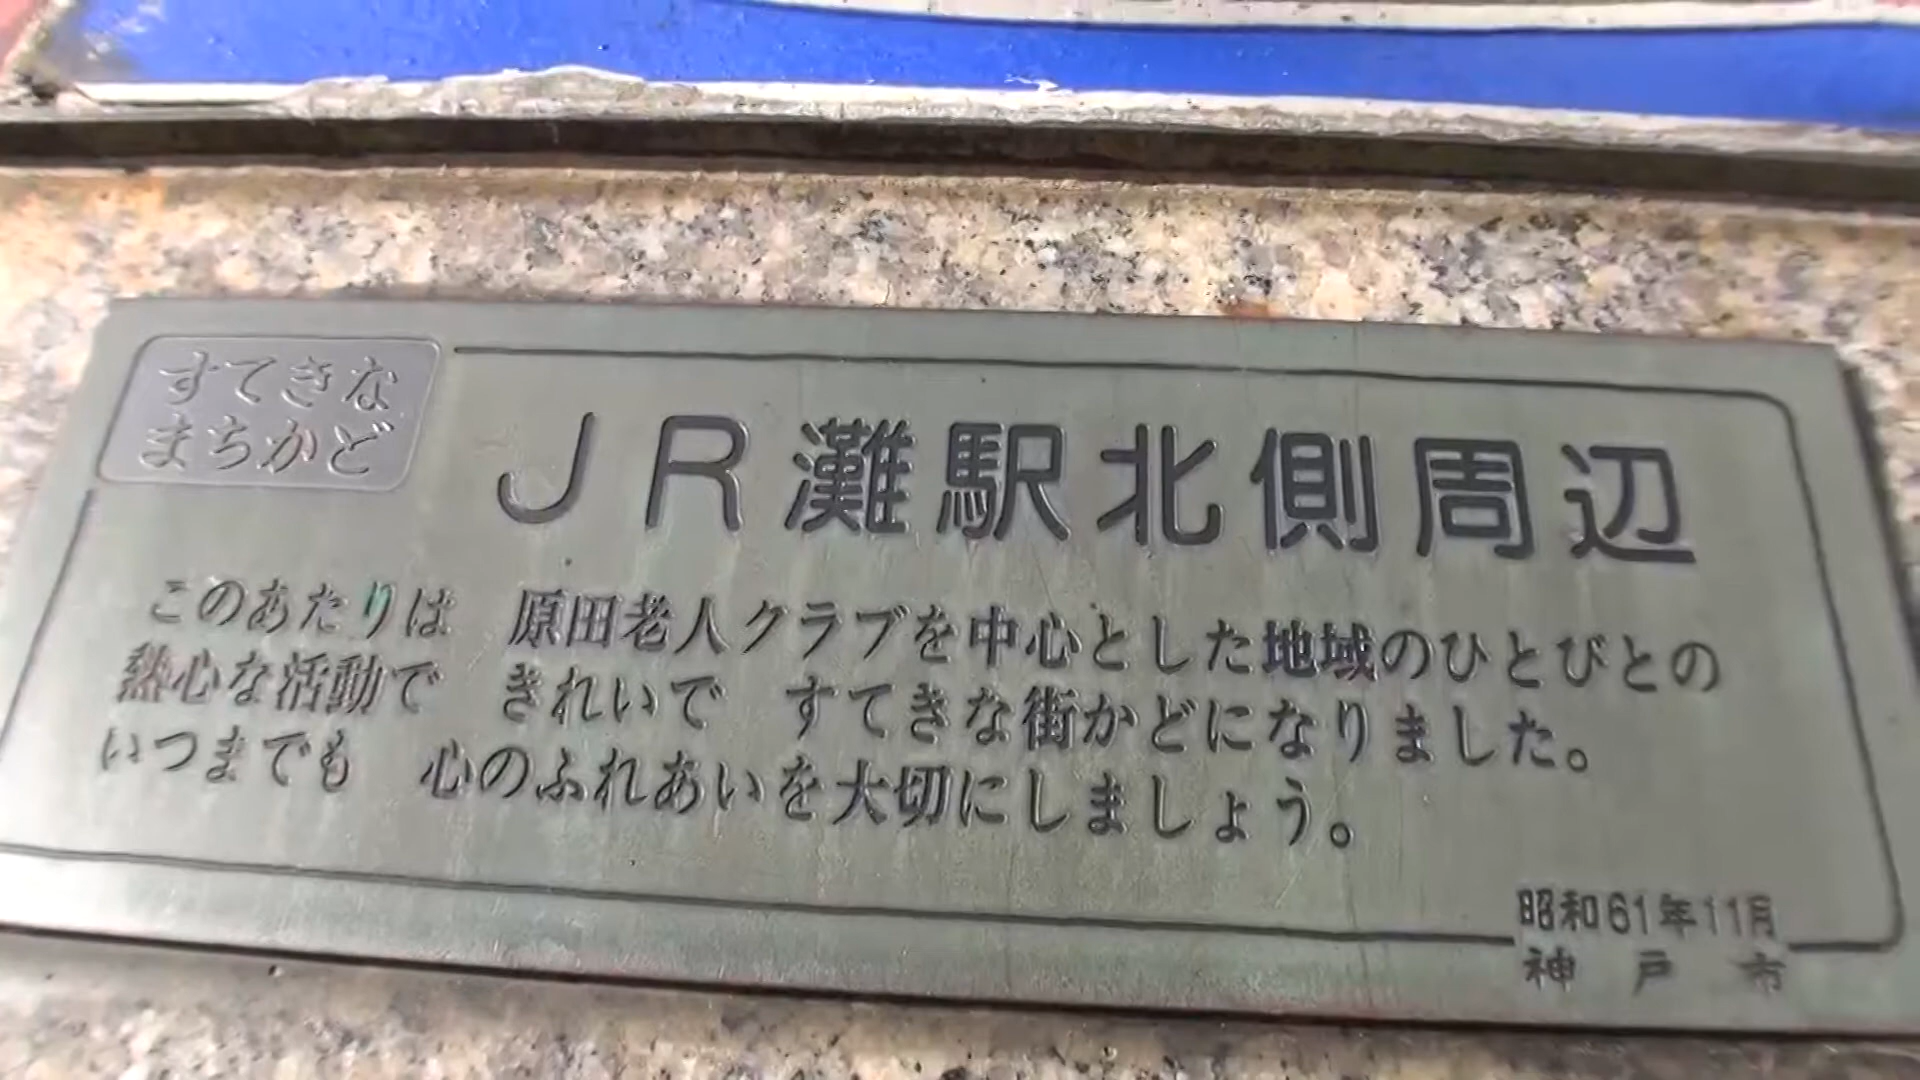 すてきな
まちかど
JR灘駅北側周辺
このあたりは　原田老人クラブを中心とした地域のひとびとの
熱心な活動で　きれいで　すてきな街かどになりました。
いつまでも　心のふれあいを大切にしましょう。
昭和61年11月
神　戸　市